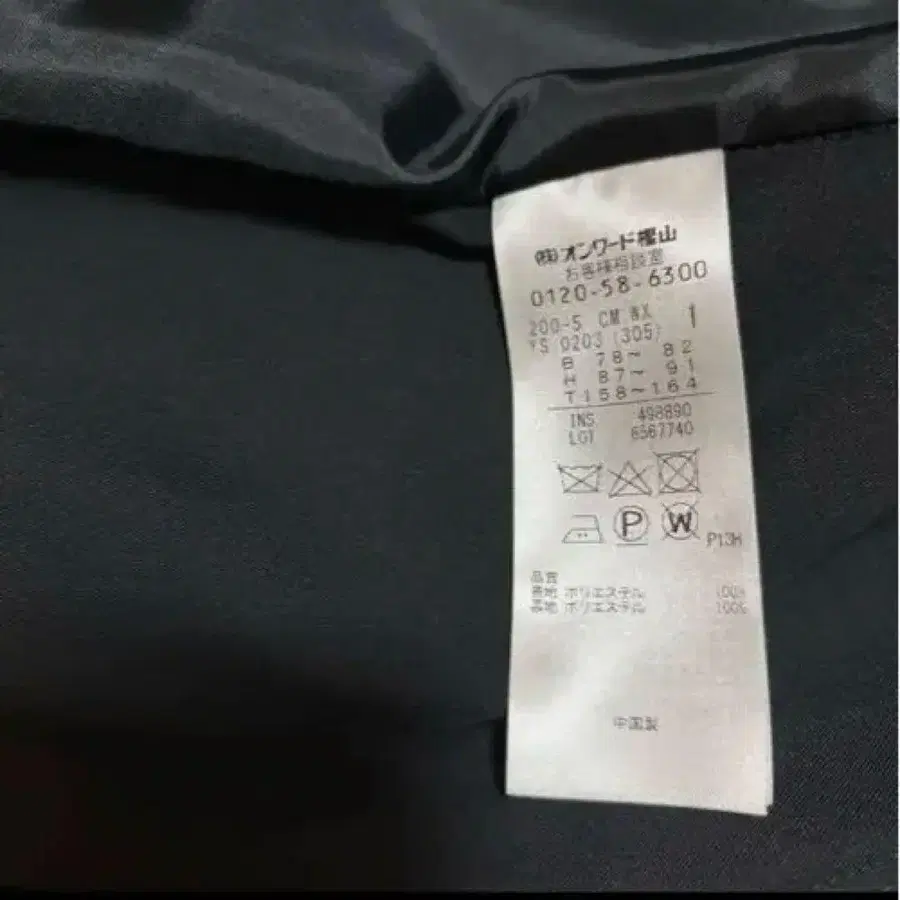 (株)オンワード樫山
お客様相談室
0120-58-6300
200-5 CM WX 1
YS 0203 (305)
B 78~ 82
H 87~ 91
T158~164
INS 498890
LGT 6567740
P W P13H
品質
表地 ポリエステル 100%
裏地 ポリエステル 100%
中国製